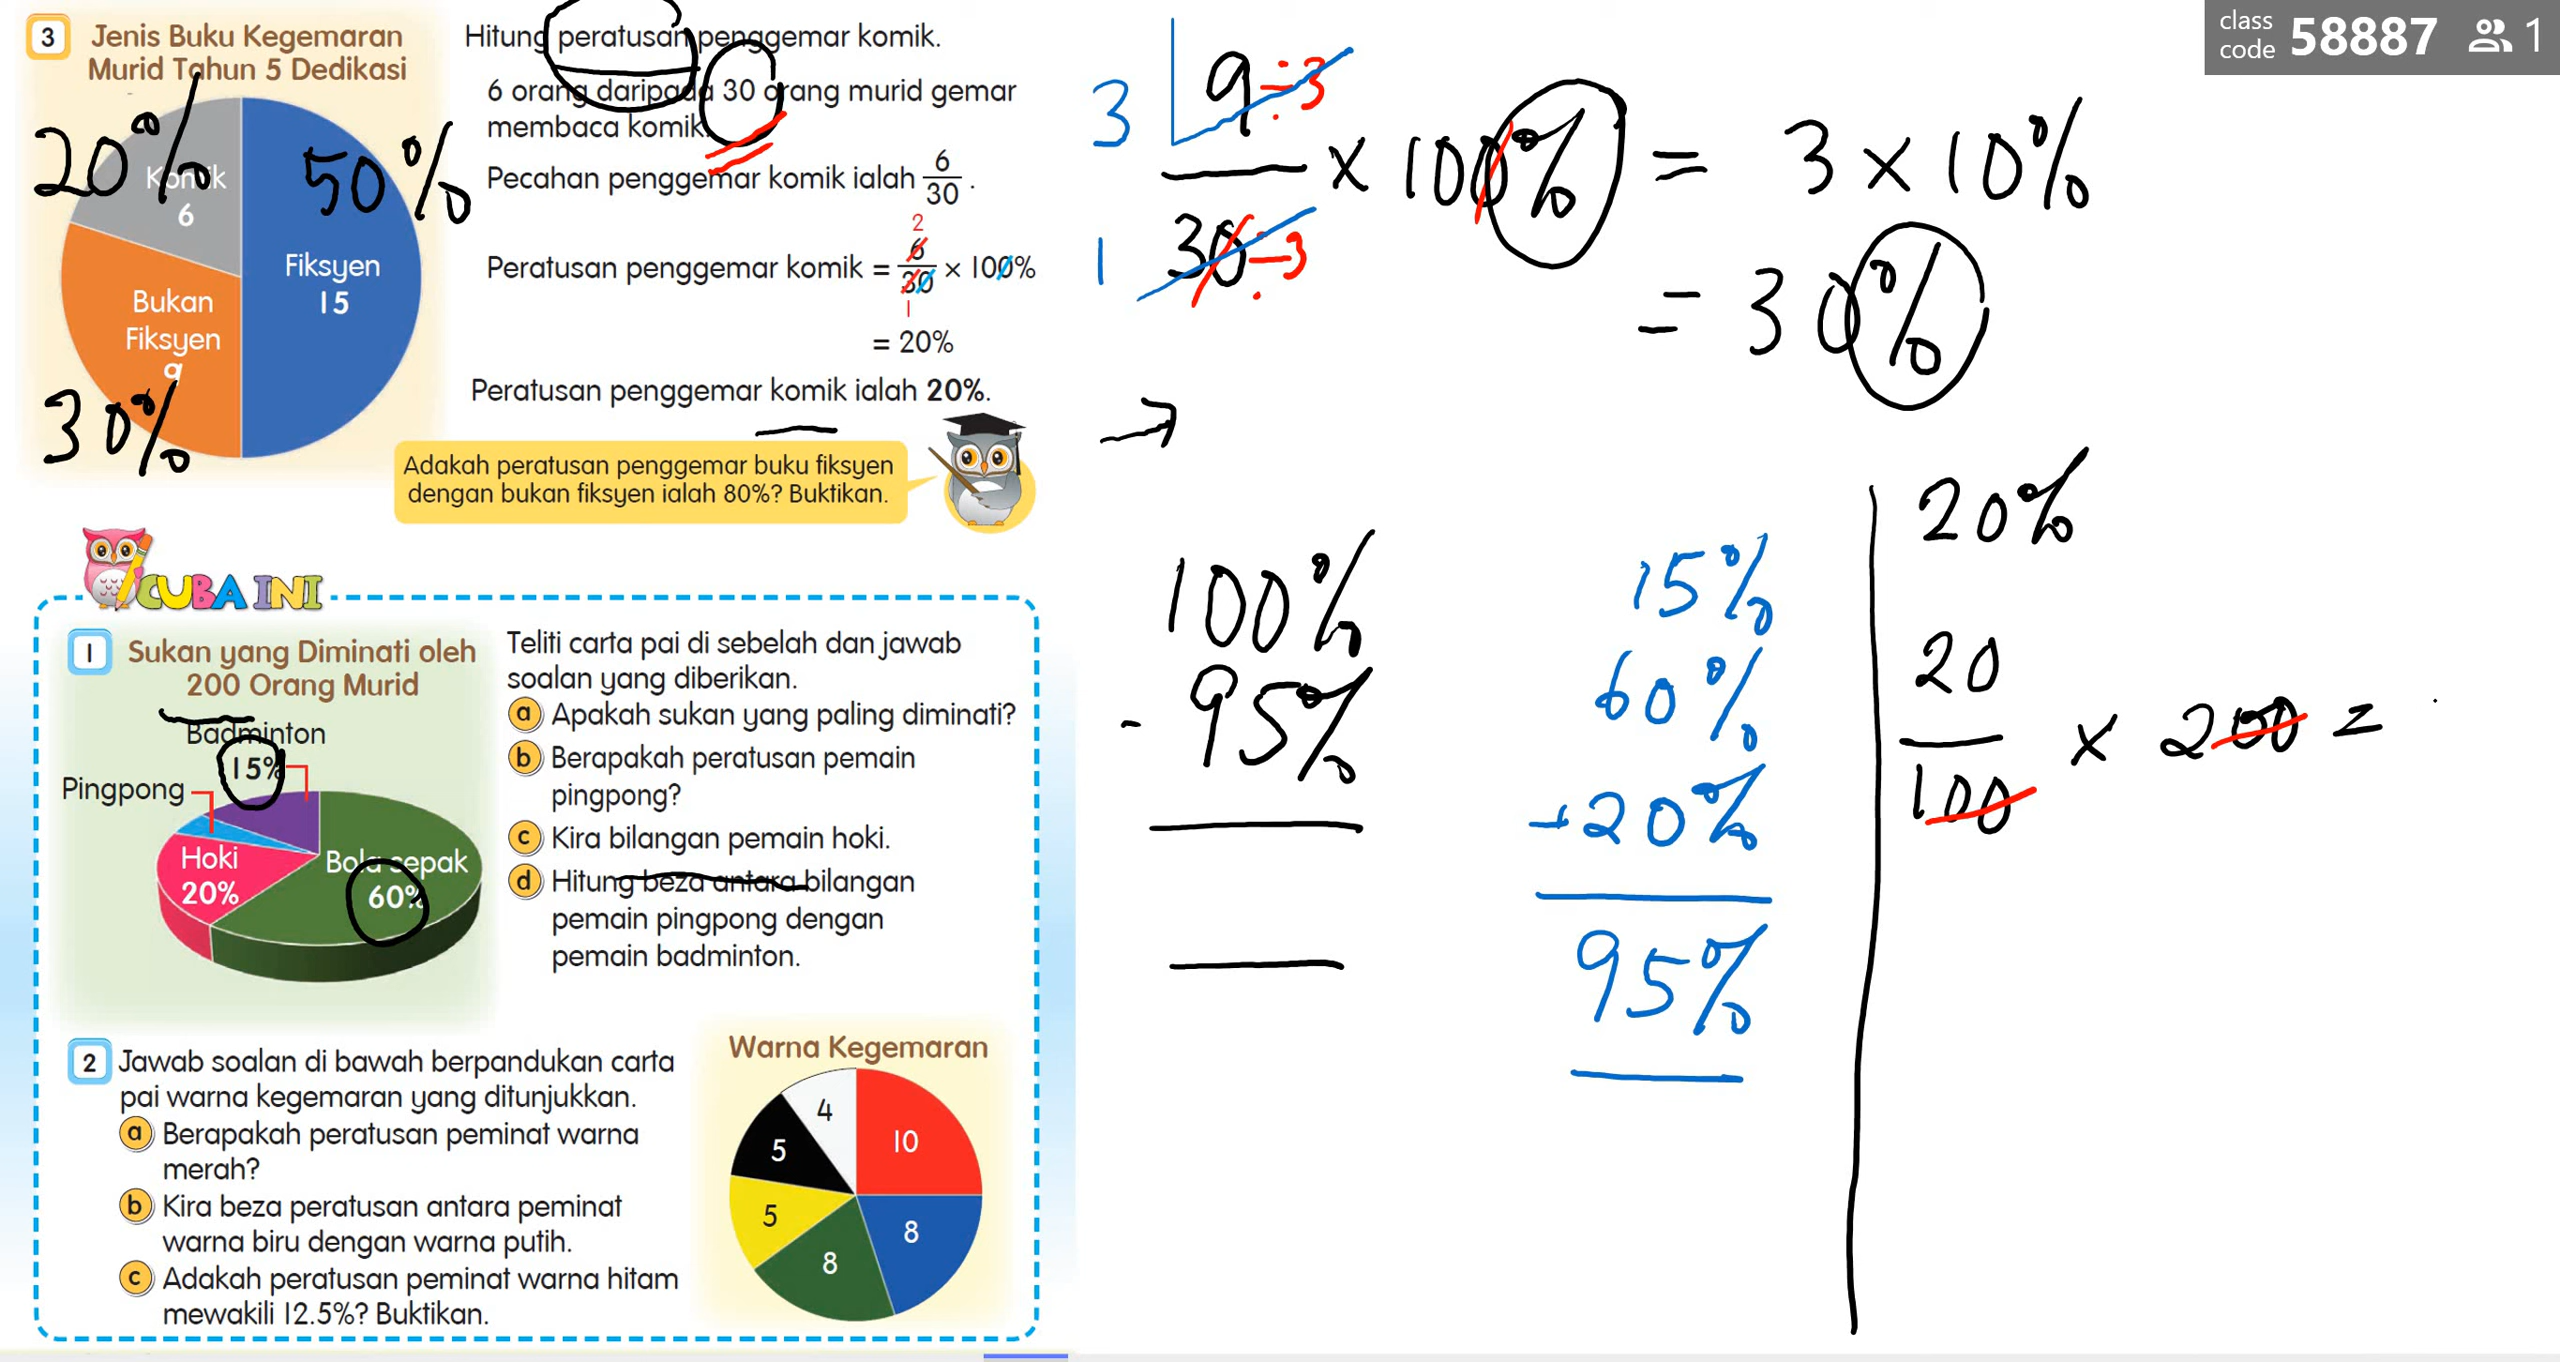 class code 58887 1
3 Jenis Buku Kegemaran
Murid Tahun 5 Dedikasi
20%
50%
Komik
6
Fiksyen
15
Bukan
Fiksyen
9
30%
Hitung peratusan penggemar komik.
6 orang daripada 30 orang murid gemar
membaca komik.
Pecahan penggemar komik ialah 6/30 .
2
Peratusan penggemar komik = 6/30 × 100%
1
= 20%
Peratusan penggemar komik ialah 20%.
Adakah peratusan penggemar buku fiksyen
dengan bukan fiksyen ialah 80%? Buktikan.
3 9÷3
1 30÷3
× 100% = 3 × 10%
= 30%
→
100%
- 95%
15%
60%
+20%
95%
20%
20/100 × 200 =
CUBA INI
1 Sukan yang Diminati oleh
200 Orang Murid
Badminton
15%
Pingpong
Hoki
20%
Bola sepak
60%
Teliti carta pai di sebelah dan jawab
soalan yang diberikan.
a Apakah sukan yang paling diminati?
b Berapakah peratusan pemain
pingpong?
c Kira bilangan pemain hoki.
d Hitung beza antara bilangan
pemain pingpong dengan
pemain badminton.
2 Jawab soalan di bawah berpandukan carta
pai warna kegemaran yang ditunjukkan.
a Berapakah peratusan peminat warna
merah?
b Kira beza peratusan antara peminat
warna biru dengan warna putih.
c Adakah peratusan peminat warna hitam
mewakili 12.5%? Buktikan.
Warna Kegemaran
4
10
5
5
8
8